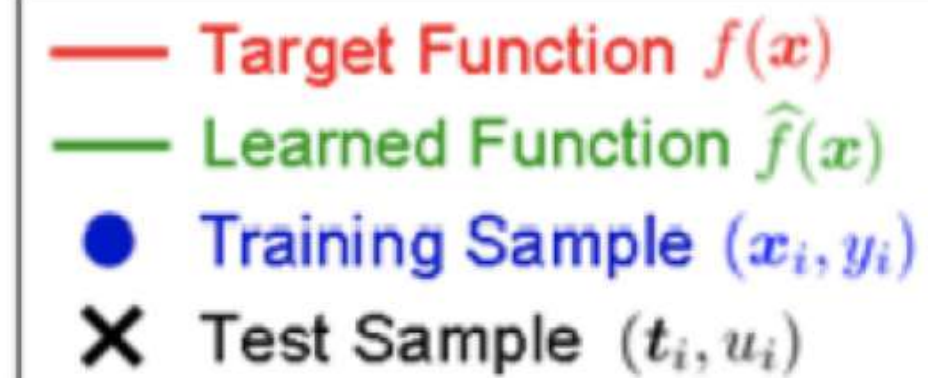 Target Function f(x)
Learned Function f̂(x)
Training Sample (xᵢ, yᵢ)
Test Sample (tᵢ, uᵢ)